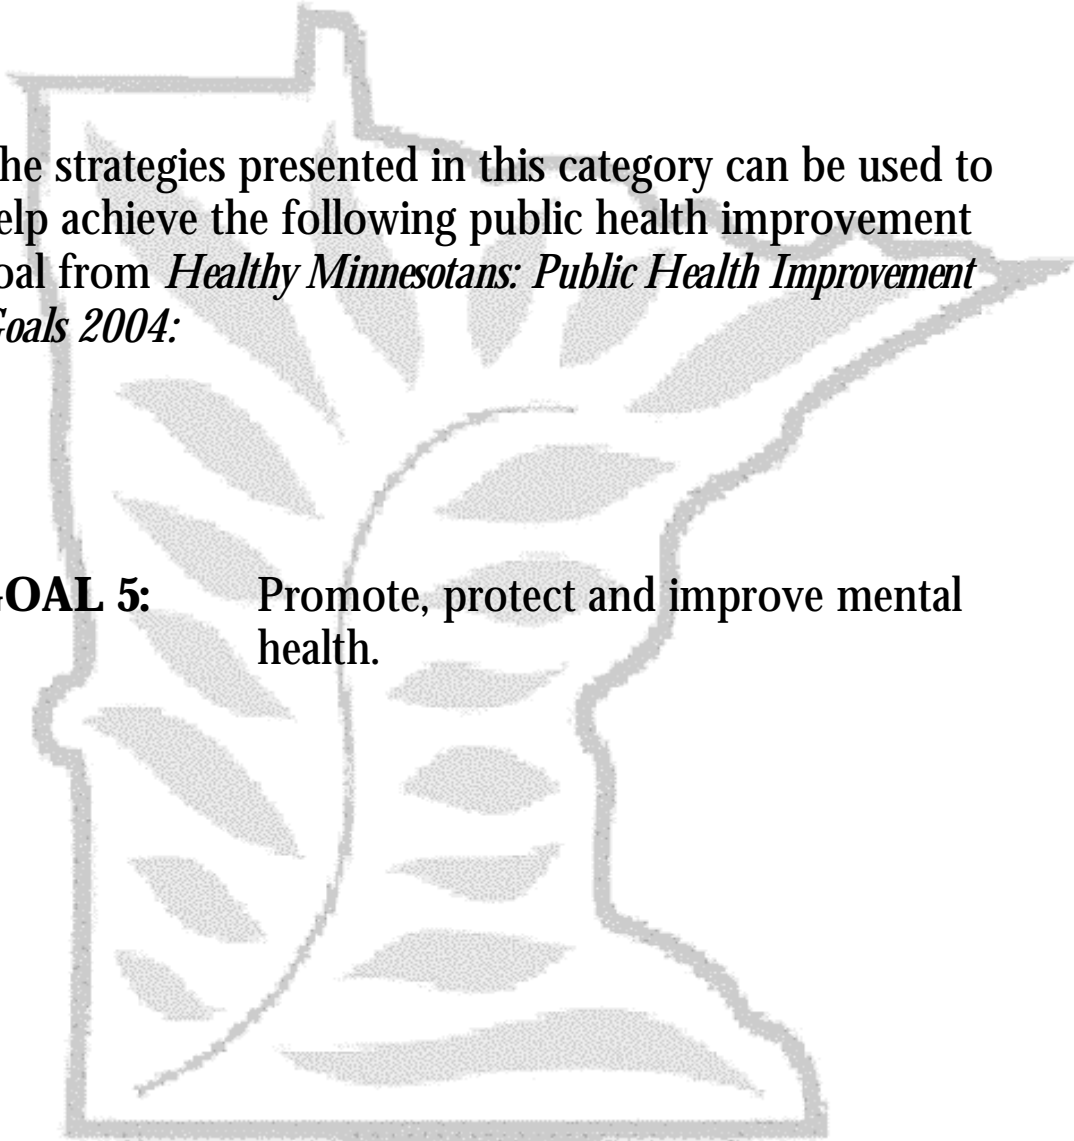 he strategies presented in this category can be used to
elp achieve the following public health improvement
oal from Healthy Minnesotans: Public Health Improvement
Goals 2004:
GOAL 5: Promote, protect and improve mental
health.